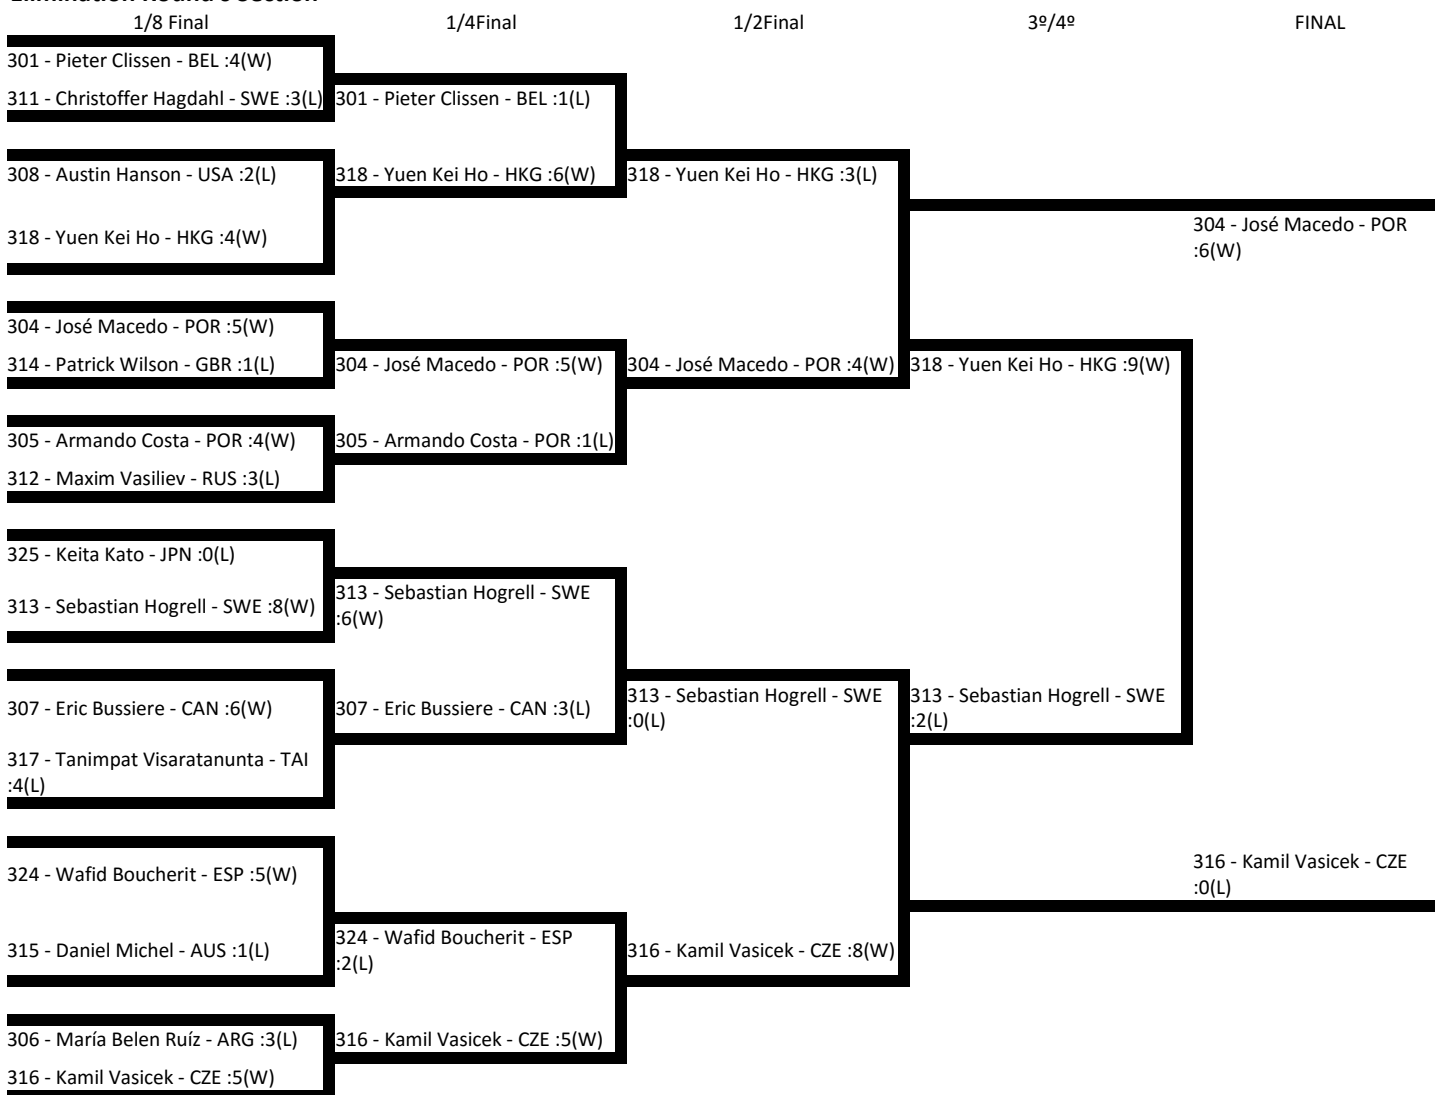 1/8 Final
1/4Final
1/2Final
3º/4º
FINAL
301 - Pieter Clissen - BEL :4(W)
311 - Christoffer Hagdahl - SWE :3(L)
308 - Austin Hanson - USA :2(L)
318 - Yuen Kei Ho - HKG :4(W)
304 - José Macedo - POR :5(W)
314 - Patrick Wilson - GBR :1(L)
305 - Armando Costa - POR :4(W)
312 - Maxim Vasiliev - RUS :3(L)
325 - Keita Kato - JPN :0(L)
313 - Sebastian Hogrell - SWE :8(W)
307 - Eric Bussiere - CAN :6(W)
317 - Tanimpat Visaratanunta - TAI
:4(L)
324 - Wafid Boucherit - ESP :5(W)
315 - Daniel Michel - AUS :1(L)
306 - María Belen Ruíz - ARG :3(L)
316 - Kamil Vasicek - CZE :5(W)
301 - Pieter Clissen - BEL :1(L)
318 - Yuen Kei Ho - HKG :6(W)
304 - José Macedo - POR :5(W)
305 - Armando Costa - POR :1(L)
313 - Sebastian Hogrell - SWE
:6(W)
307 - Eric Bussiere - CAN :3(L)
324 - Wafid Boucherit - ESP
:2(L)
316 - Kamil Vasicek - CZE :5(W)
318 - Yuen Kei Ho - HKG :3(L)
304 - José Macedo - POR :4(W)
313 - Sebastian Hogrell - SWE
:0(L)
316 - Kamil Vasicek - CZE :8(W)
318 - Yuen Kei Ho - HKG :9(W)
313 - Sebastian Hogrell - SWE
:2(L)
304 - José Macedo - POR
:6(W)
316 - Kamil Vasicek - CZE
:0(L)